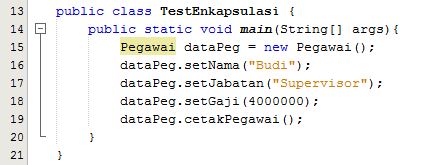 13 public class TestEnkapsulasi {
14 public static void main(String[] args){
15 Pegawai dataPeg = new Pegawai();
16 dataPeg.setNama("Budi");
17 dataPeg.setJabatan("Supervisor");
18 dataPeg.setGaji(4000000);
19 dataPeg.cetakPegawai();
20 }
21 }